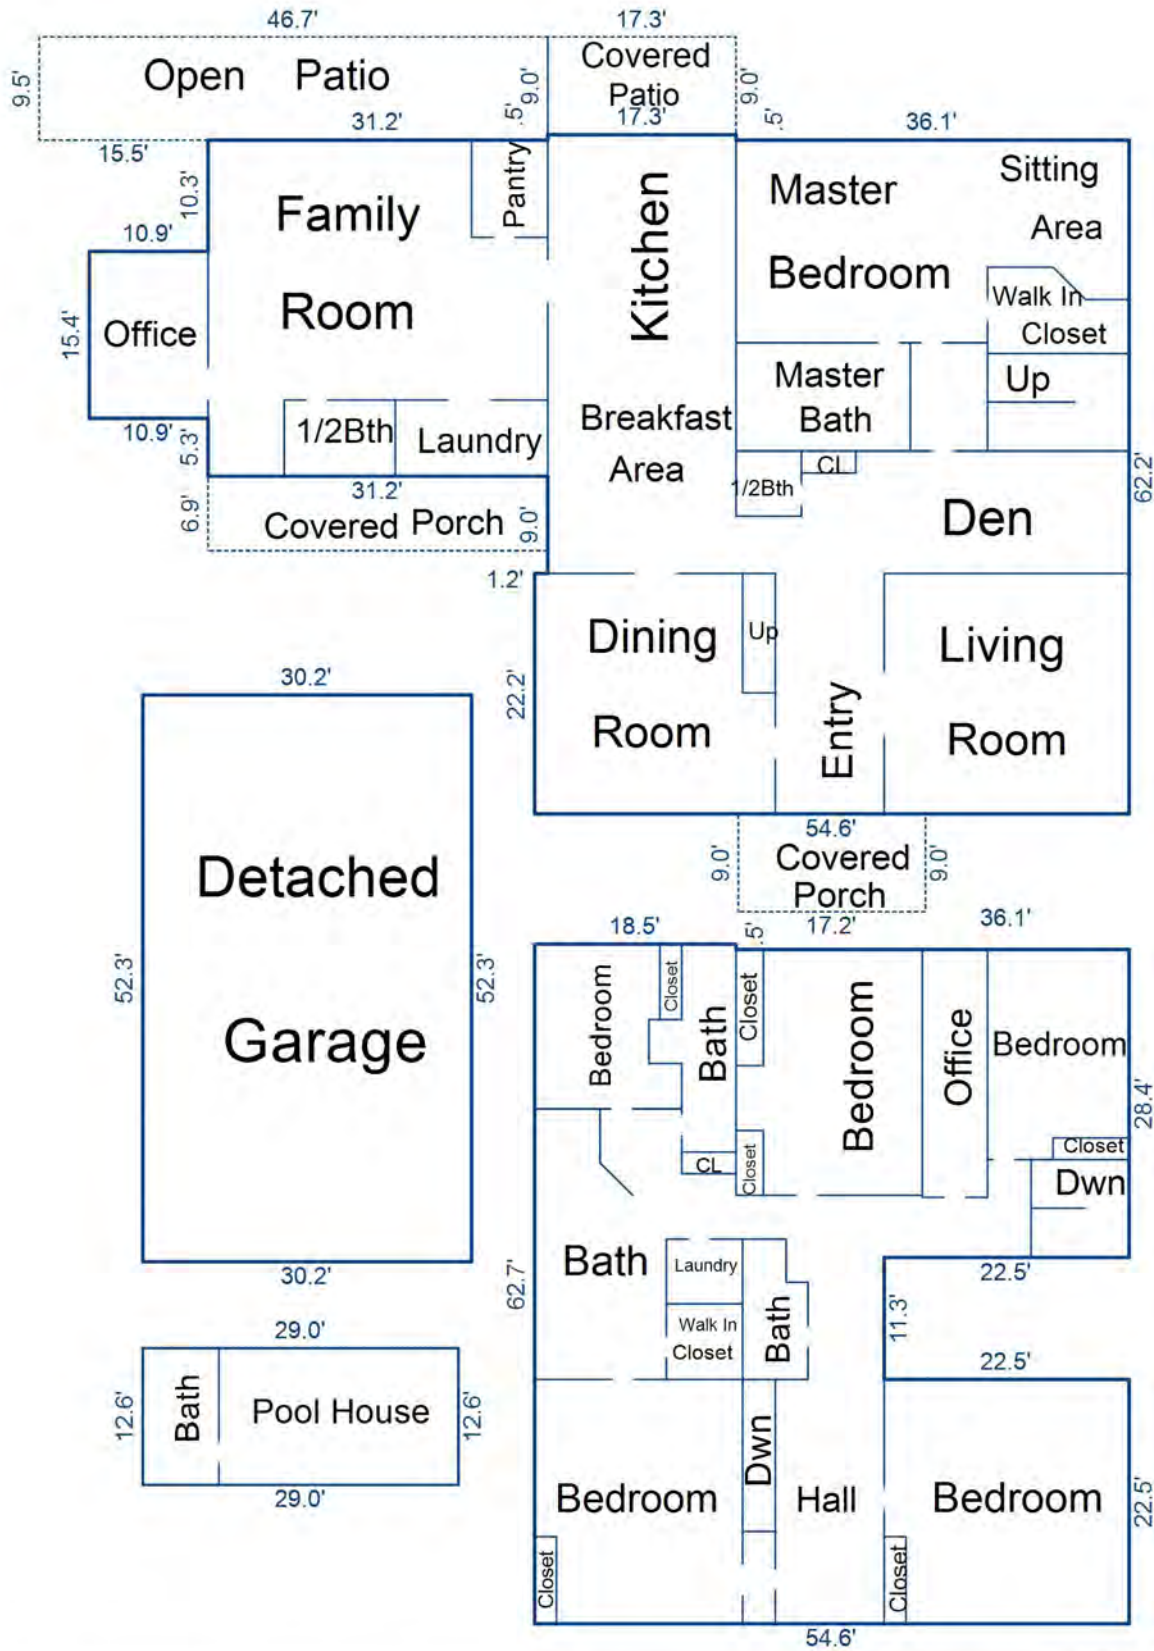 46.7'
17.3'
9.5'
Open Patio
.5'
9.0'
Covered
Patio
9.0'
31.2'
17.3'
.5'
36.1'
15.5'
10.3'
Pantry
Family
Room
Kitchen
Master
Bedroom
Sitting
Area
10.9'
15.4'
Office
Walk In
Closet
Up
Master
Bath
10.9'
5.3'
1/2Bth
Laundry
Breakfast
Area
CL
1/2Bth
62.2'
31.2'
6.9'
Covered Porch
9.0'
Den
1.2'
Dining
Room
Up
Living
Room
22.2'
Entry
30.2'
54.6'
9.0'
Covered
Porch
9.0'
Detached
Garage
52.3'
52.3'
30.2'
18.5'
.5'
17.2'
36.1'
Bedroom
Closet
Bath
Closet
Bedroom
Office
Bedroom
28.4'
CL
Closet
Closet
Dwn
62.7'
Bath
Laundry
Walk In
Closet
Bath
22.5'
11.3'
22.5'
29.0'
12.6'
Bath
Pool House
12.6'
29.0'
Dwn
Bedroom
Hall
Bedroom
22.5'
Closet
Closet
54.6'